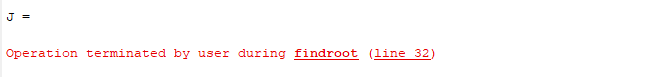 J =
Operation terminated by user during findroot (line 32)